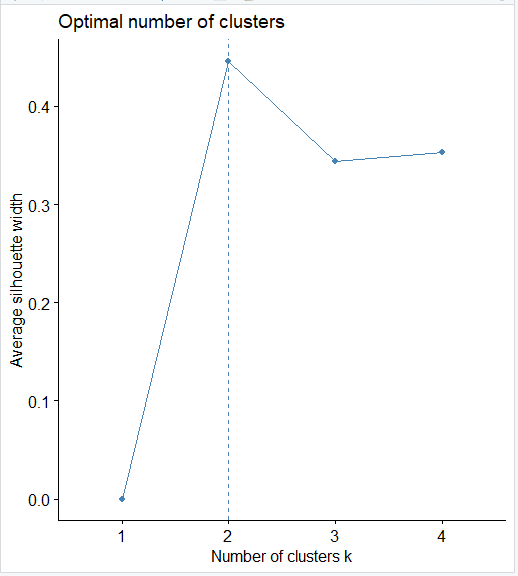 Optimal number of clusters
Average silhouette width
0.4
0.3
0.2
0.1
0.0
1 2 3 4
Number of clusters k